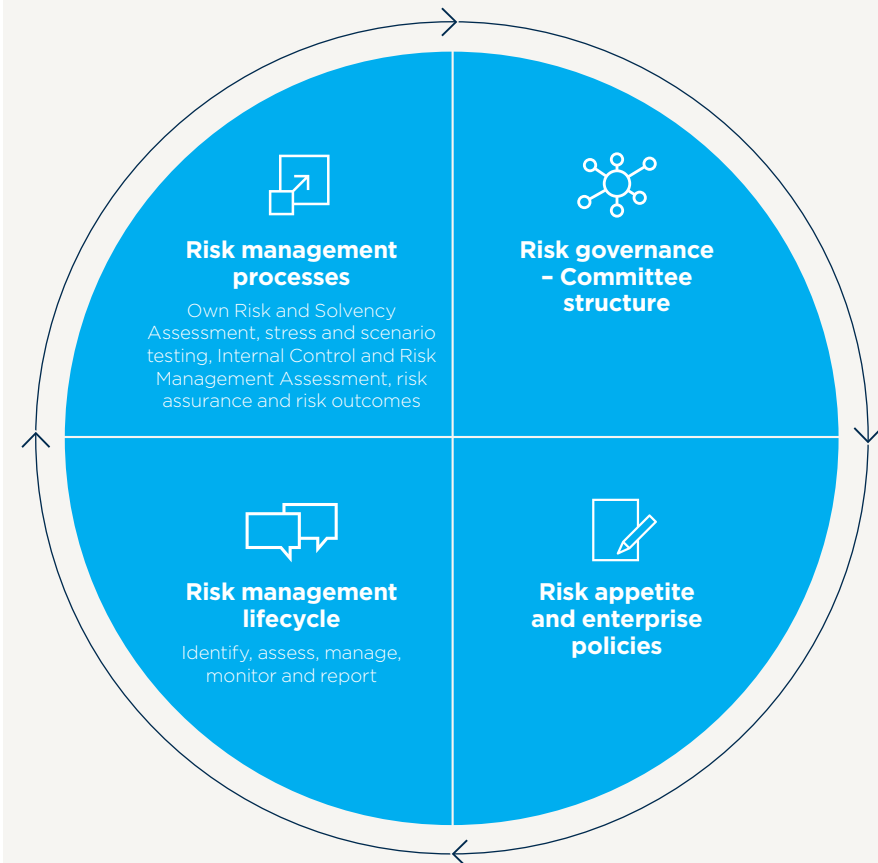 Risk management
processes
Own Risk and Solvency
Assessment, stress and scenario
testing, Internal Control and Risk
Management Assessment, risk
assurance and risk outcomes
Risk governance
– Committee
structure
Risk management
lifecycle
Identify, assess, manage,
monitor and report
Risk appetite
and enterprise
policies